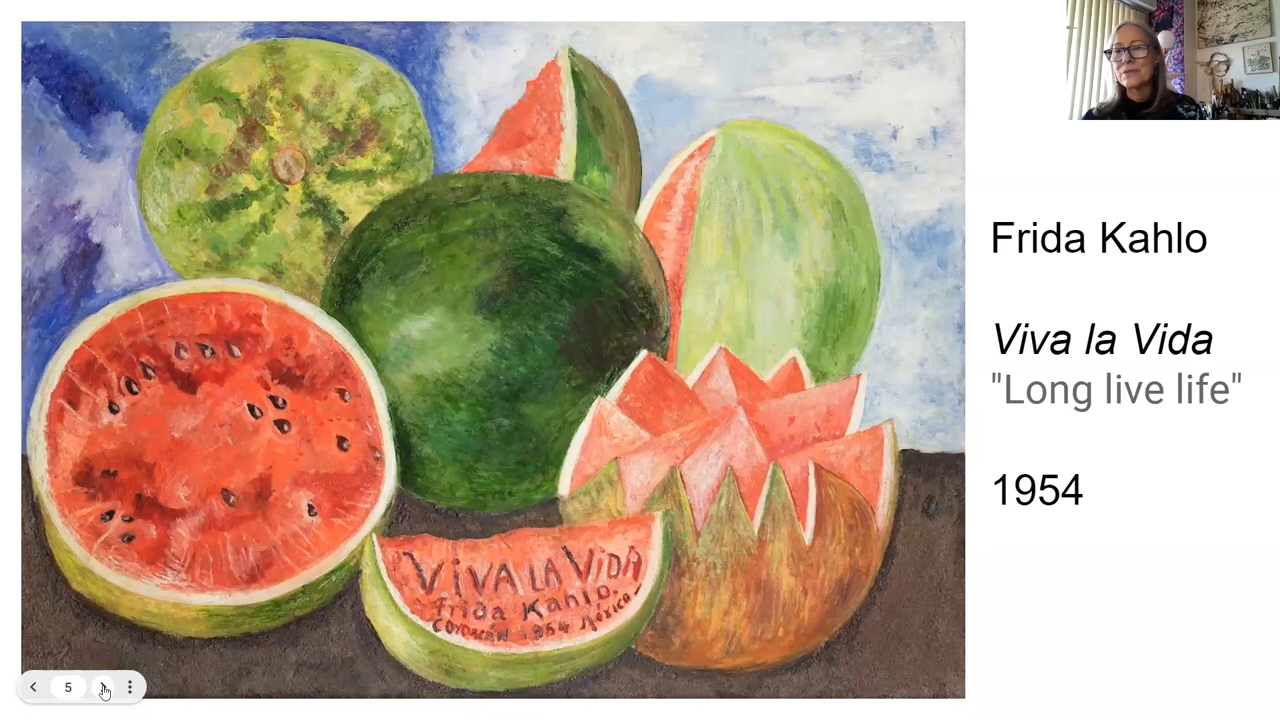 Frida Kahlo
Viva la Vida
"Long live life"
1954
ViVA LA ViDA
Frida Kahlo.
Coyoacán 1954 México
5